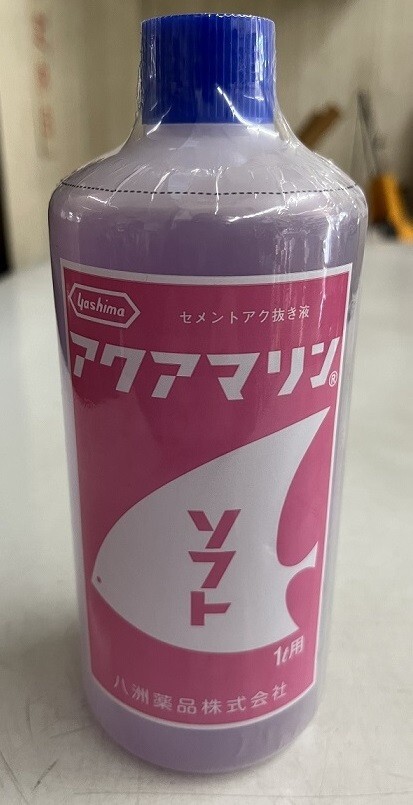 yashima
セメントアク抜き液
アクアマリン®
ソフト
1ℓ用
八洲薬品株式会社